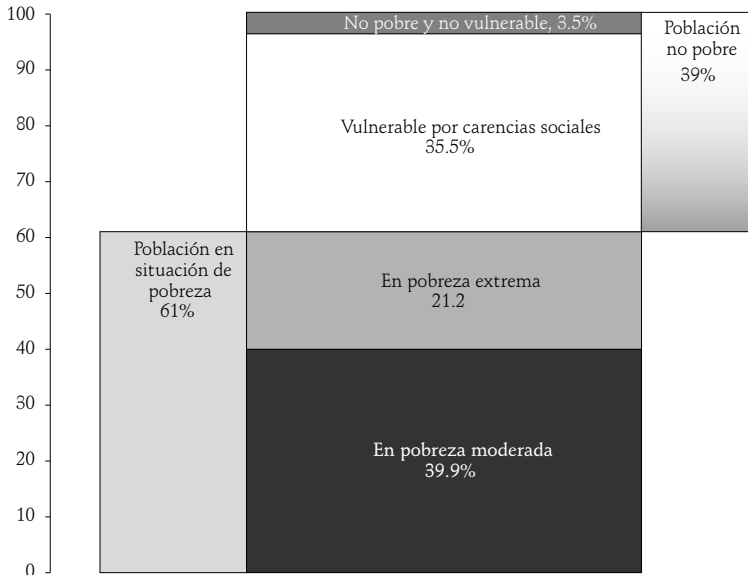 100
90
80
70
60
50
40
30
20
10
0
No pobre y no vulnerable, 3.5%
Vulnerable por carencias sociales
35.5%
Población
no pobre
39%
Población en
situación de
pobreza
61%
En pobreza extrema
21.2
En pobreza moderada
39.9%